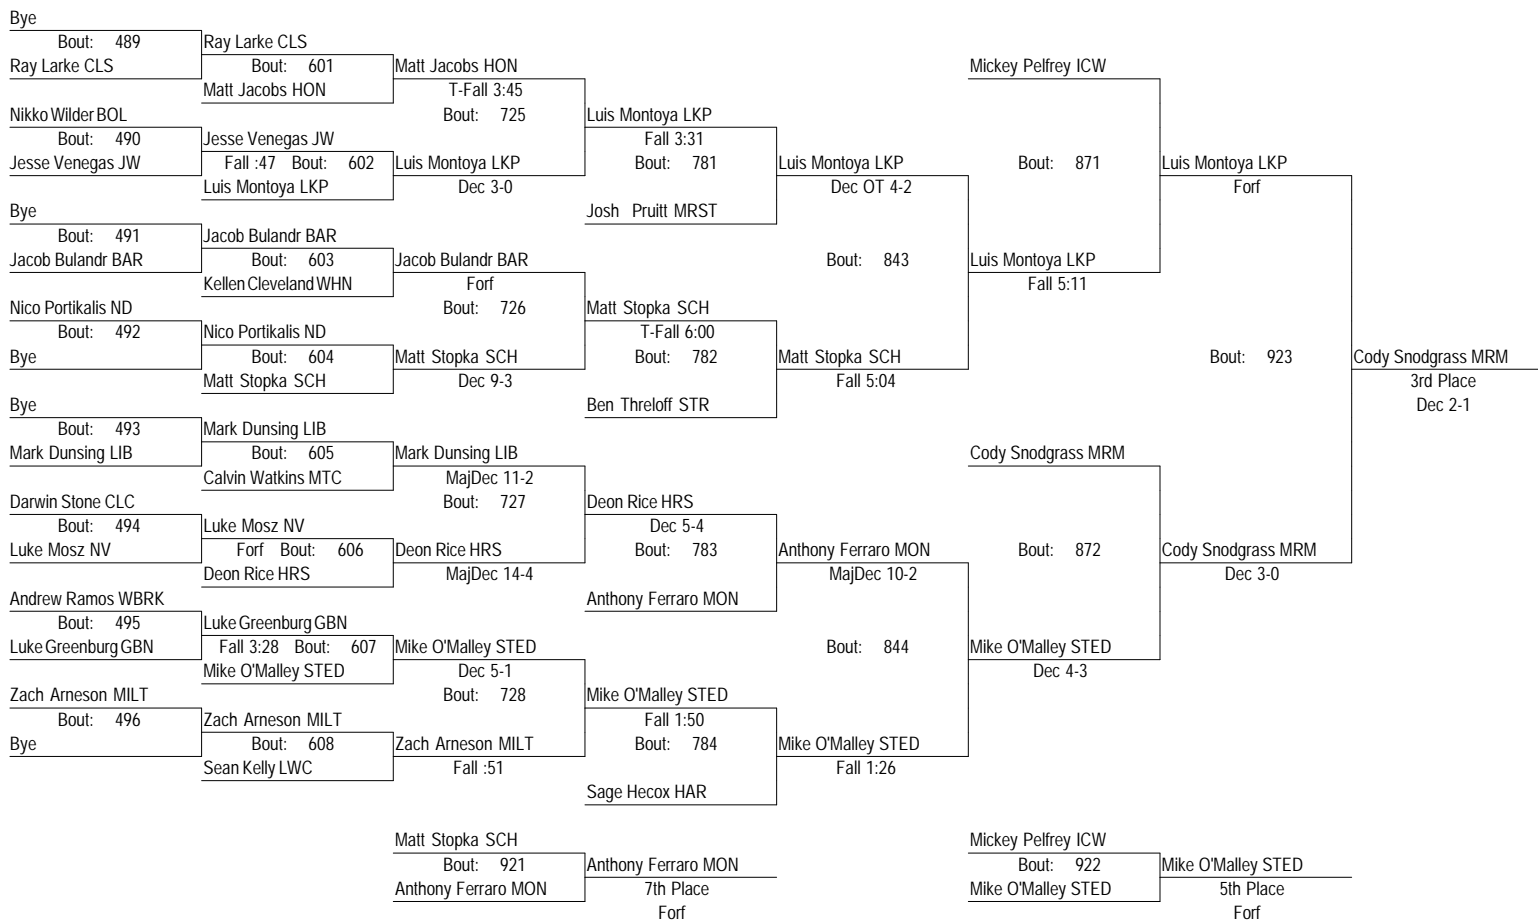 Bye
Bout: 489 Ray Larke CLS
Ray Larke CLS Bout: 601 Matt Jacobs HON Mickey Pelfrey ICW
Matt Jacobs HON T-Fall 3:45
Nikko Wilder BOL Bout: 725 Luis Montoya LKP
Bout: 490 Jesse Venegas JW Fall 3:31
Jesse Venegas JW Fall :47 Bout: 602 Luis Montoya LKP Bout: 781 Luis Montoya LKP Bout: 871 Luis Montoya LKP
Luis Montoya LKP Dec 3-0 Dec OT 4-2 Forf
Bye Josh Pruitt MRST
Bout: 491 Jacob Bulandr BAR
Jacob Bulandr BAR Bout: 603 Jacob Bulandr BAR Bout: 843 Luis Montoya LKP
Kellen Cleveland WHN Forf Fall 5:11
Nico Portikalis ND Bout: 726 Matt Stopka SCH
Bout: 492 Nico Portikalis ND T-Fall 6:00
Bye Bout: 604 Matt Stopka SCH Bout: 782 Matt Stopka SCH Bout: 923 Cody Snodgrass MRM
Matt Stopka SCH Dec 9-3 Fall 5:04 3rd Place
Bye Ben Threloff STR Dec 2-1
Bout: 493 Mark Dunsing LIB
Mark Dunsing LIB Bout: 605 Mark Dunsing LIB Cody Snodgrass MRM
Calvin Watkins MTC MajDec 11-2
Darwin Stone CLC Bout: 727 Deon Rice HRS
Bout: 494 Luke Mosz NV Dec 5-4
Luke Mosz NV Forf Bout: 606 Deon Rice HRS Bout: 783 Anthony Ferraro MON Bout: 872 Cody Snodgrass MRM
Deon Rice HRS MajDec 14-4 MajDec 10-2 Dec 3-0
Andrew Ramos WBRK Anthony Ferraro MON
Bout: 495 Luke Greenburg GBN
Luke Greenburg GBN Fall 3:28 Bout: 607 Mike O'Malley STED Bout: 844 Mike O'Malley STED
Mike O'Malley STED Dec 5-1 Dec 4-3
Zach Arneson MILT Bout: 728 Mike O'Malley STED
Bout: 496 Zach Arneson MILT Fall 1:50
Bye Bout: 608 Zach Arneson MILT Bout: 784 Mike O'Malley STED
Sean Kelly LWC Fall :51 Fall 1:26
Sage Hecox HAR
Matt Stopka SCH Mickey Pelfrey ICW
Bout: 921 Anthony Ferraro MON Bout: 922 Mike O'Malley STED
Anthony Ferraro MON 7th Place Mike O'Malley STED 5th Place
Forf Forf